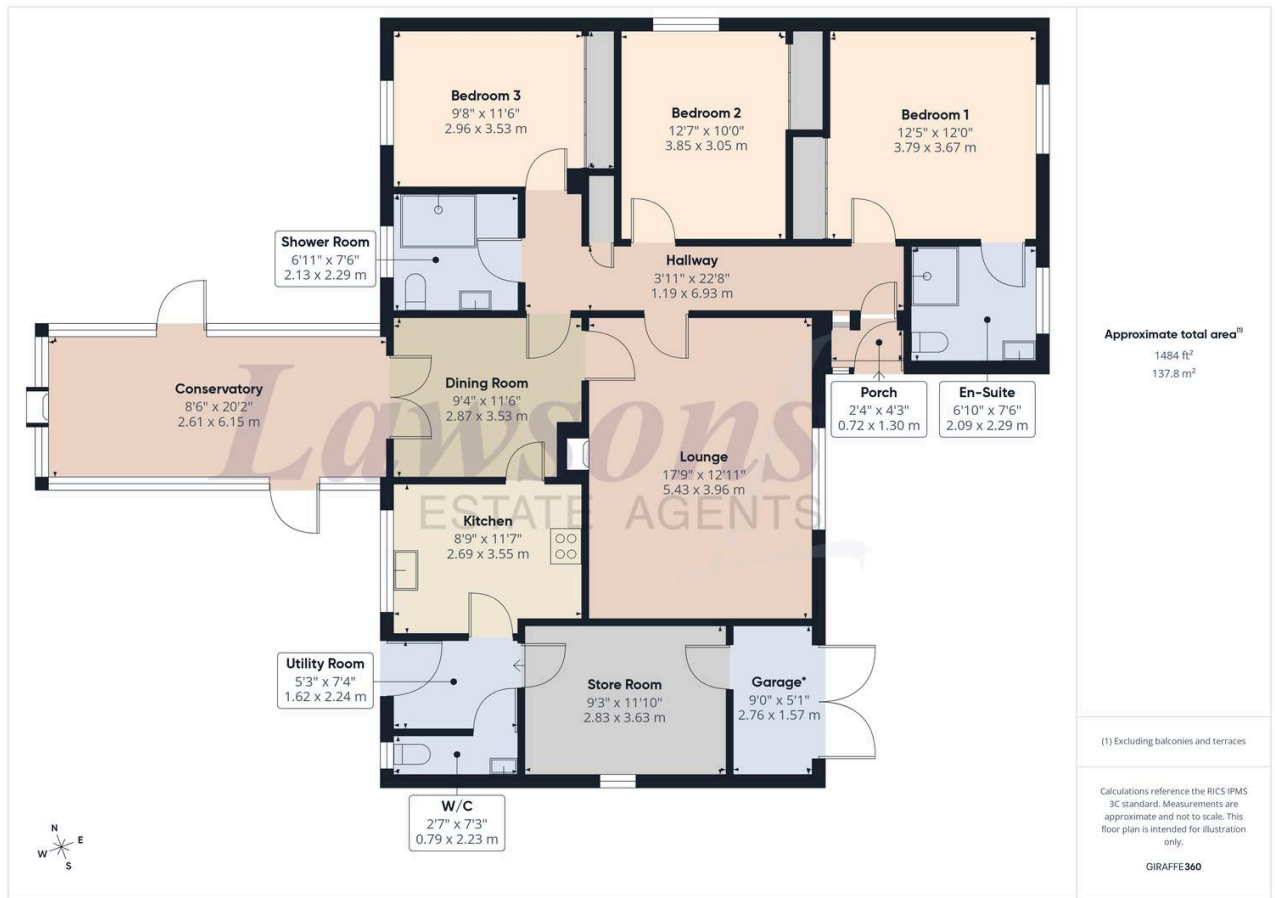 Bedroom 3
9'8" x 11'6"
2.96 x 3.53 m
Bedroom 2
12'7" x 10'0"
3.85 x 3.05 m
Bedroom 1
12'5" x 12'0"
3.79 x 3.67 m
Shower Room
6'11" x 7'6"
2.13 x 2.29 m
Hallway
3'11" x 22'8"
1.19 x 6.93 m
Conservatory
8'6" x 20'2"
2.61 x 6.15 m
Dining Room
9'4" x 11'6"
2.87 x 3.53 m
Porch
2'4" x 4'3"
0.72 x 1.30 m
En-Suite
6'10" x 7'6"
2.09 x 2.29 m
Lounge
17'9" x 12'11"
5.43 x 3.96 m
Lawsons
ESTATE AGENTS
Kitchen
8'9" x 11'7"
2.69 x 3.55 m
Utility Room
5'3" x 7'4"
1.62 x 2.24 m
Store Room
9'3" x 11'10"
2.83 x 3.63 m
Garage*
9'0" x 5'1"
2.76 x 1.57 m
W/C
2'7" x 7'3"
0.79 x 2.23 m
N
E
W
S
Approximate total area(1)
1484 ft²
137.8 m²
(1) Excluding balconies and terraces
Calculations reference the RICS IPMS
3C standard. Measurements are
approximate and not to scale. This
floor plan is intended for illustration
only.
GIRAFFE360